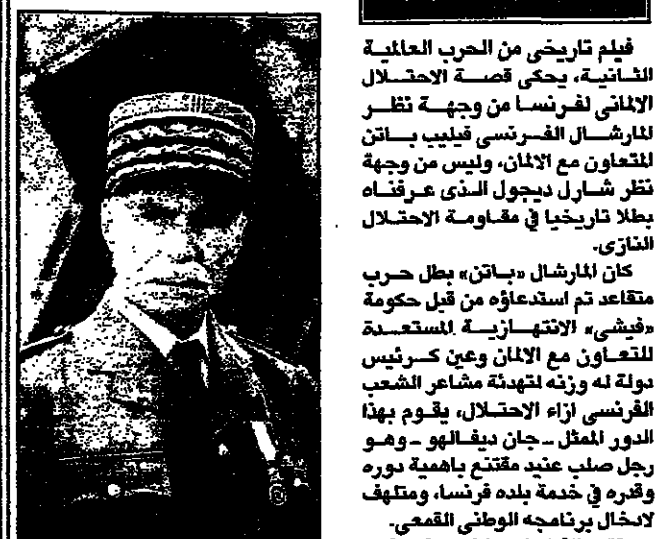 فيلم تاريخى من الحرب العالمية
الثانية، يحكى قصة الاحتلال
الالمانى لفرنسا من وجهة نظر
المارشال الفرنسى فيليب باتن
للتعاون مع الالمان، وليس من وجهة
نظر شارل ديجول الذى عرفناه
بطلا تاريخيا في مقاومة الاحتلال
النازى.
كان المارشال «باتن» بطل حرب
متقاعد تم استدعاؤه من قبل حكومة
«فيشى» الانتهازية المستعدة
للتعاون مع الالمان وعين كرئيس
دولة له وزنه لتهدئة مشاعر الشعب
الفرنسى ازاء الاحتلال، يقوم بهذا
الدور الممثل - جان ديفالهو - وهو
رجل صلب عنيد مقتنع باهمية دوره
وقدره في خدمة بلده فرنسا، ومتلهف
لادخال برنامجه الوطنى القمعي.